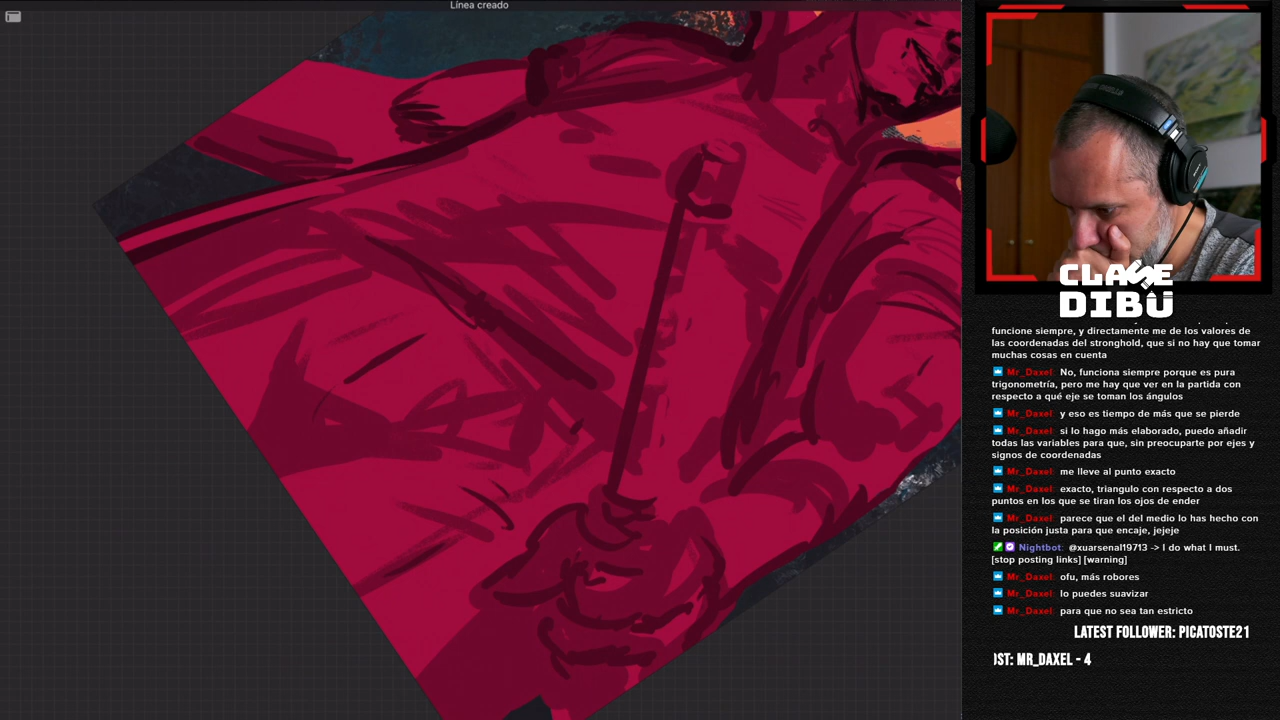 Línea creado
CLASE
DIBU
funcione siempre, y directamente me de los valores de
las coordenadas del stronghold, que si no hay que tomar
muchas cosas en cuenta
Mr_Daxel: No, funciona siempre porque es pura
trigonometría, pero me hay que ver en la partida con
respecto a qué eje se toman los ángulos
Mr_Daxel: y eso es tiempo de más que se pierde
Mr_Daxel: si lo hago más elaborado, puedo añadir
todas las variables para que, sin preocuparte por ejes y
signos de coordenadas
Mr_Daxel: me lleve al punto exacto
Mr_Daxel: exacto, triangulo con respecto a dos
puntos en los que se tiran los ojos de ender
Mr_Daxel: parece que el del medio lo has hecho con
la posición justa para que encaje, jejeje
Nightbot: @xuarsenal19713 -> I do what I must.
[stop posting links] [warning]
Mr_Daxel: ofu, más robores
Mr_Daxel: lo puedes suavizar
Mr_Daxel: para que no sea tan estricto
LATEST FOLLOWER: PICATOSTE21
OST: MR_DAXEL - 4